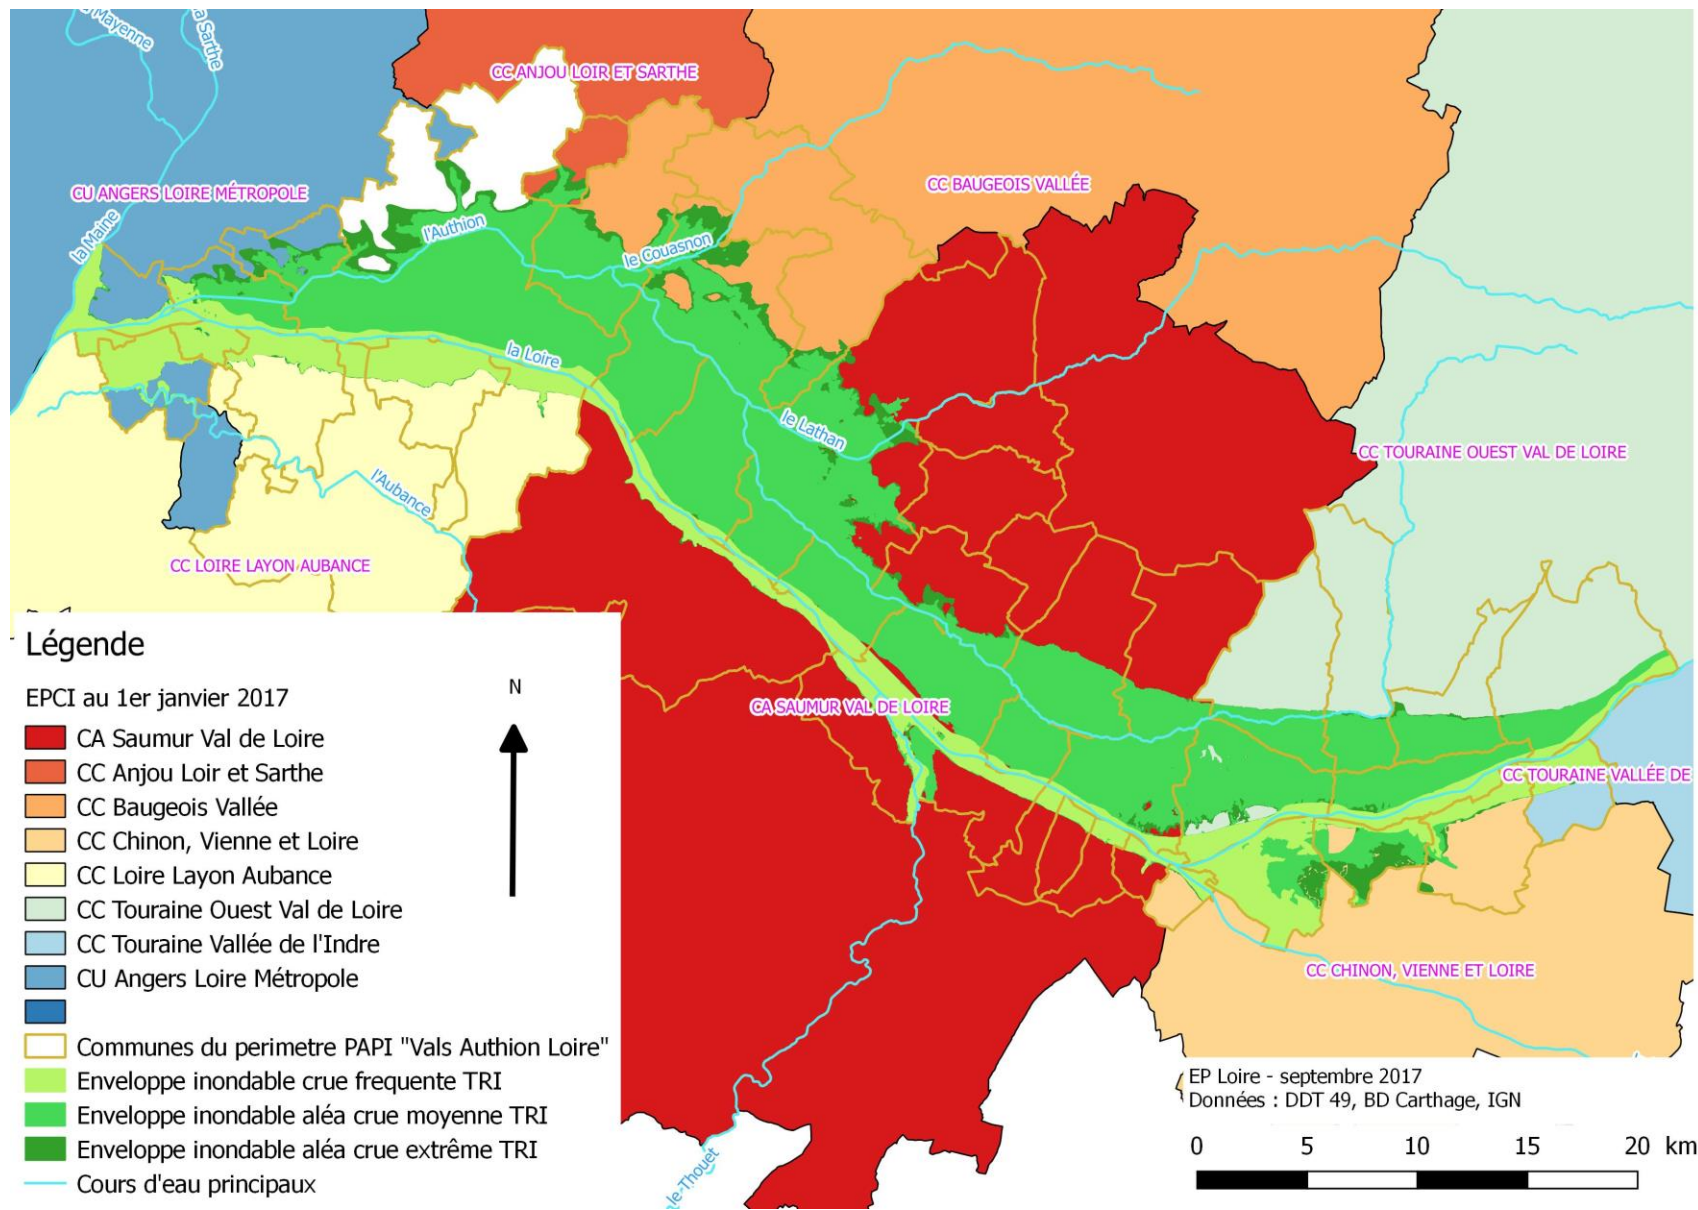 Mayenne
la Sarthe
CC ANJOU LOIR ET SARTHE
CU ANGERS LOIRE MÉTROPOLE
CC BAUGEOIS VALLÉE
la Maine
l'Authion
le Couasnon
la Loire
le Lathan
CC TOURAINE OUEST VAL DE LOIRE
l'Aubance
CC LOIRE LAYON AUBANCE
CA SAUMUR VAL DE LOIRE
CC TOURAINE VALLÉE DE
CC CHINON, VIENNE ET LOIRE
le Thouet
Légende
EPCI au 1er janvier 2017
N
CA Saumur Val de Loire
CC Anjou Loir et Sarthe
CC Baugeois Vallée
CC Chinon, Vienne et Loire
CC Loire Layon Aubance
CC Touraine Ouest Val de Loire
CC Touraine Vallée de l'Indre
CU Angers Loire Métropole
Communes du perimetre PAPI "Vals Authion Loire"
Enveloppe inondable crue frequente TRI
Enveloppe inondable aléa crue moyenne TRI
Enveloppe inondable aléa crue extrême TRI
Cours d'eau principaux
EP Loire - septembre 2017
Données : DDT 49, BD Carthage, IGN
0 5 10 15 20 km